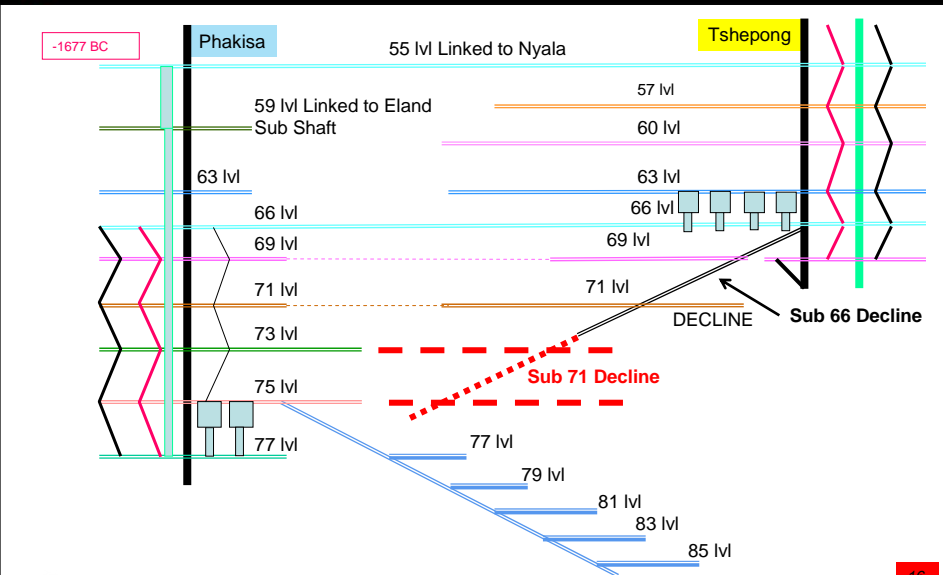 -1677 BC
Phakisa
Tshepong
55 lvl Linked to Nyala
57 lvl
59 lvl Linked to Eland
Sub Shaft
60 lvl
63 lvl
63 lvl
66 lvl
66 lvl
69 lvl
69 lvl
71 lvl
71 lvl
DECLINE
Sub 66 Decline
73 lvl
Sub 71 Decline
75 lvl
77 lvl
77 lvl
79 lvl
81 lvl
83 lvl
85 lvl